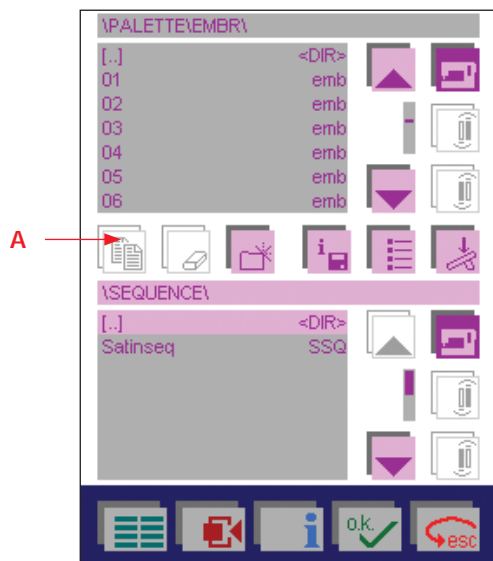 \PALETTE\EMBR\
[..] <DIR>
01 emb
02 emb
03 emb
04 emb
05 emb
06 emb
A
i
\SEQUENCE\
[..] <DIR>
Satinseq SSQ
i o.k. esc